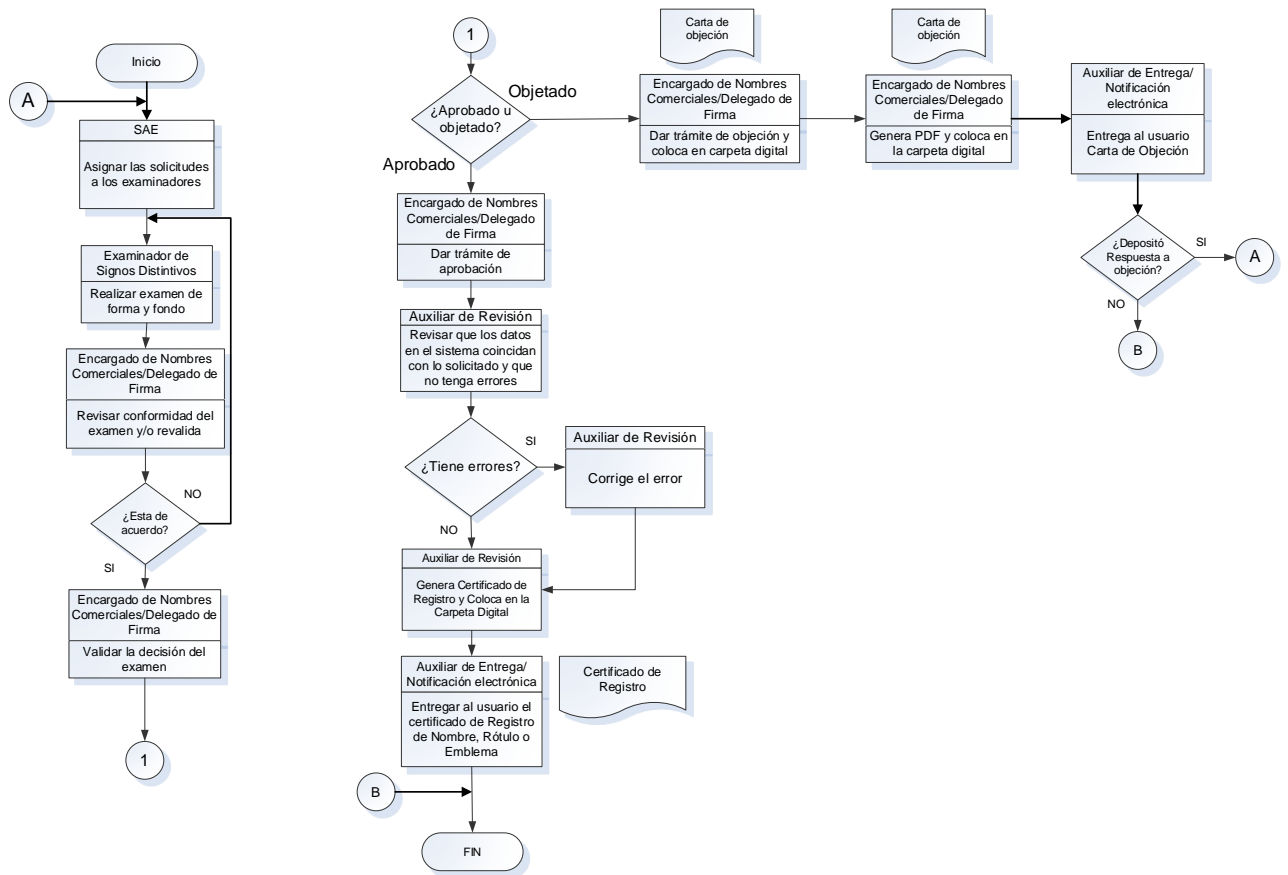 Inicio
A
SAE
Asignar las solicitudes
a los examinadores
Examinador de
Signos Distintivos
Realizar examen de
forma y fondo
Encargado de Nombres
Comerciales/Delegado de
Firma
Revisar conformidad del
examen y/o revalida
NO
¿Esta de
acuerdo?
SI
Encargado de Nombres
Comerciales/Delegado de
Firma
Validar la decisión del
examen
1
1
¿Aprobado u
objetado?
Objetado
Aprobado
Carta de
objeción
Encargado de Nombres
Comerciales/Delegado de
Firma
Dar trámite de objeción y
coloca en carpeta digital
Carta de
objeción
Encargado de Nombres
Comerciales/Delegado de
Firma
Genera PDF y coloca en
la carpeta digital
Auxiliar de Entrega/
Notificación
electrónica
Entrega al usuario
Carta de Objeción
¿Depositó
Respuesta a
objeción?
SI
A
NO
B
Encargado de Nombres
Comerciales/Delegado
de Firma
Dar trámite de
aprobación
Auxiliar de Revisión
Revisar que los datos
en el sistema coincidan
con lo solicitado y que
no tenga errores
¿Tiene errores?
SI
Auxiliar de Revisión
Corrige el error
NO
Auxiliar de Revisión
Genera Certificado de
Registro y Coloca en la
Carpeta Digital
Auxiliar de Entrega/
Notificación electrónica
Entregar al usuario el
certificado de Registro
de Nombre, Rótulo o
Emblema
Certificado de
Registro
B
FIN